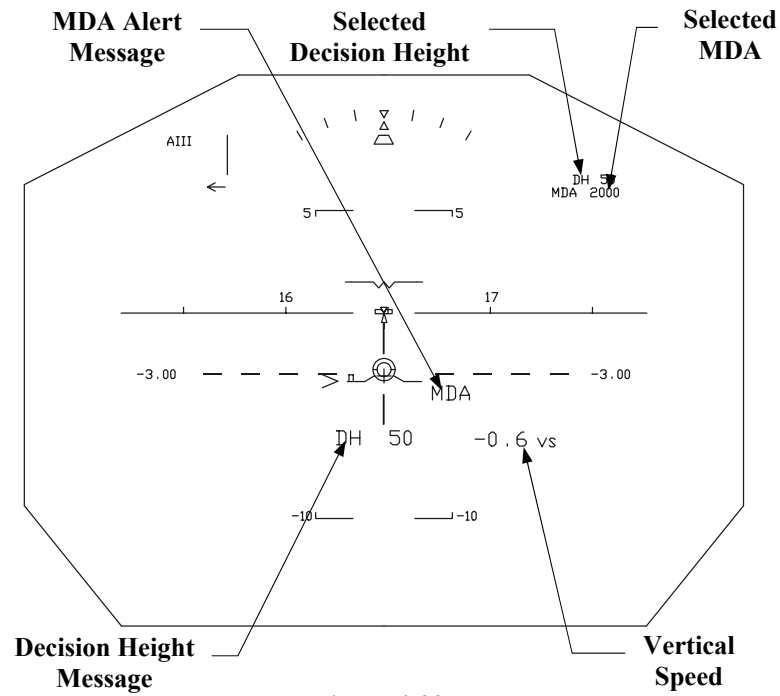 MDA Alert
Message
Selected
Decision Height
Selected
MDA
AIII
DH 50
MDA 2000
5 5
16 17
-3.00 -3.00
MDA
DH 50 -0.6 vs
-10 -10
Decision Height
Message
Vertical
Speed